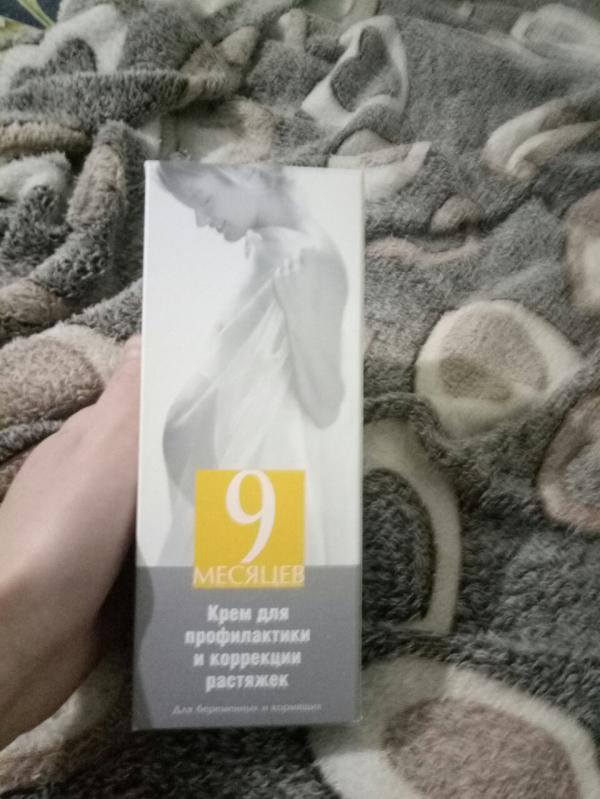 9
МЕСЯЦЕВ
Крем для
профилактики
и коррекции
растяжек
Для беременных и кормящих